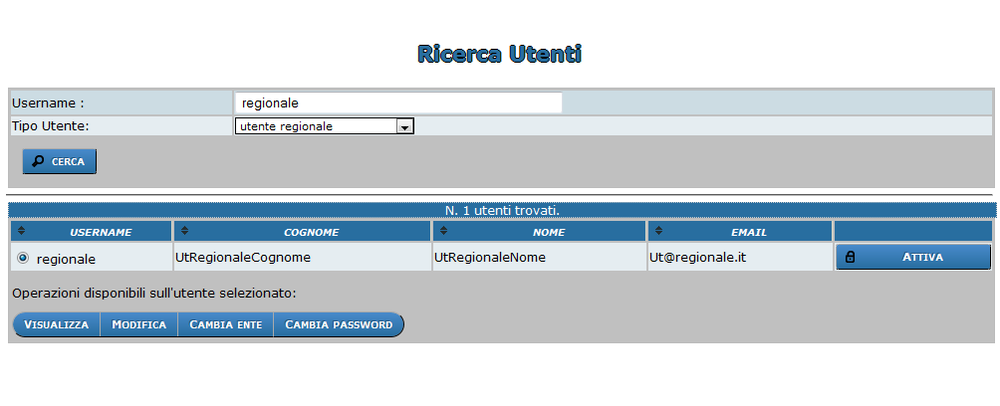 Ricerca Utenti
Username : regionale
Tipo Utente: utente regionale
CERCA
N. 1 utenti trovati.
USERNAME COGNOME NOME EMAIL
regionale UtRegionaleCognome UtRegionaleNome Ut@regionale.it ATTIVA
Operazioni disponibili sull'utente selezionato:
VISUALIZZA MODIFICA CAMBIA ENTE CAMBIA PASSWORD